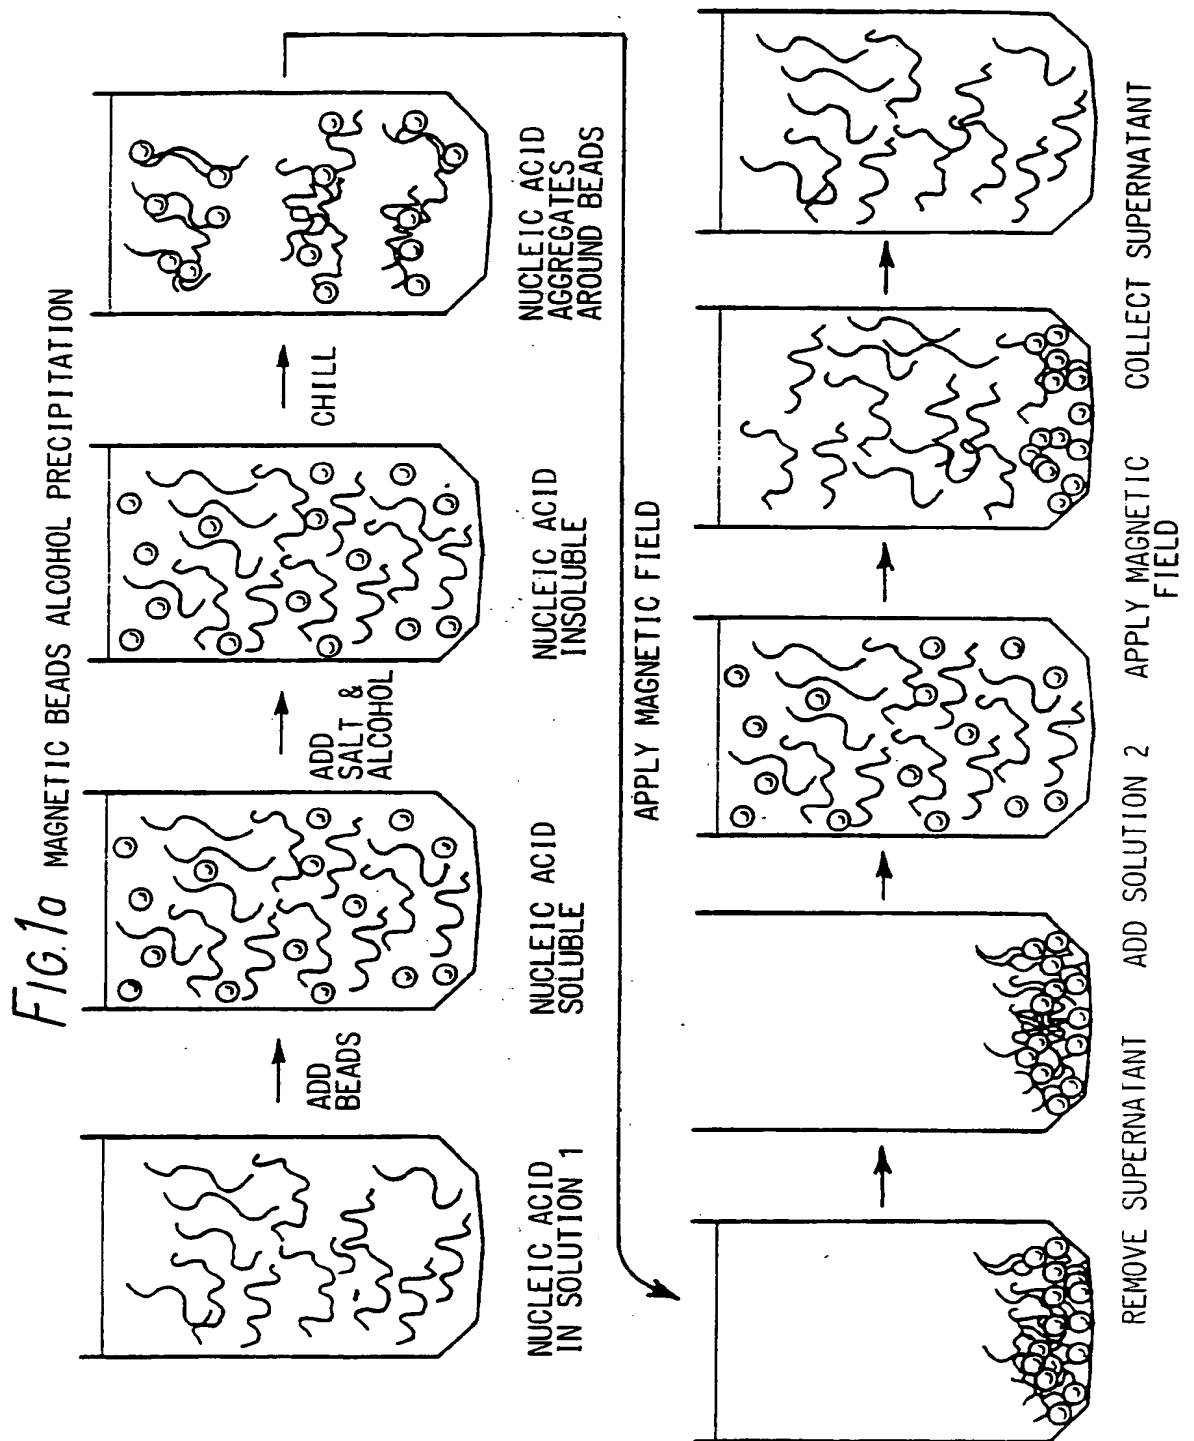 FIG. 1a MAGNETIC BEADS ALCOHOL PRECIPITATION
NUCLEIC ACID
IN SOLUTION 1
ADD
BEADS
NUCLEIC ACID
SOLUBLE
ADD
SALT &
ALCOHOL
NUCLEIC ACID
INSOLUBLE
CHILL
NUCLEIC ACID
AGGREGATES
AROUND BEADS
APPLY MAGNETIC FIELD
REMOVE SUPERNATANT
ADD SOLUTION 2
APPLY MAGNETIC
FIELD
COLLECT SUPERNATANT